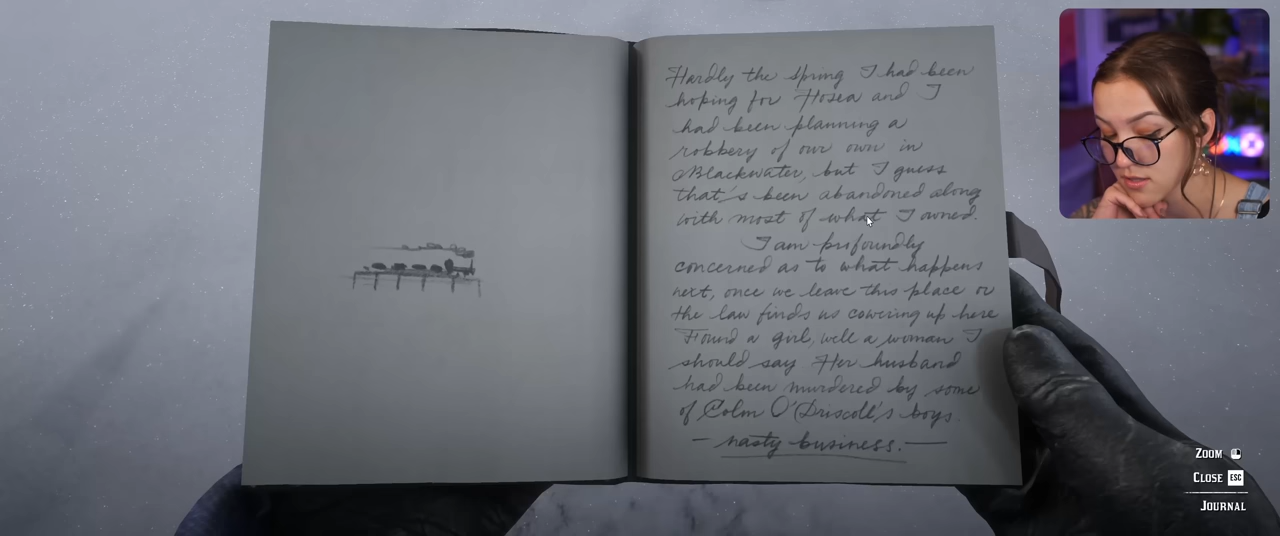 Hardly the spring I had been
hoping for Hosea and I
had been planning a
robbery of our own in
Blackwater, but I guess
that's been abandoned along
with most of what I owned.
I am profoundly
concerned as to what happens
next, once we leave this place or
the law finds us cowering up here
Found a girl, well a woman I
should say Her husband
had been murdered by some
of Colm O'Driscoll's boys.
- nasty business. -
ZOOM
CLOSE ESC
JOURNAL